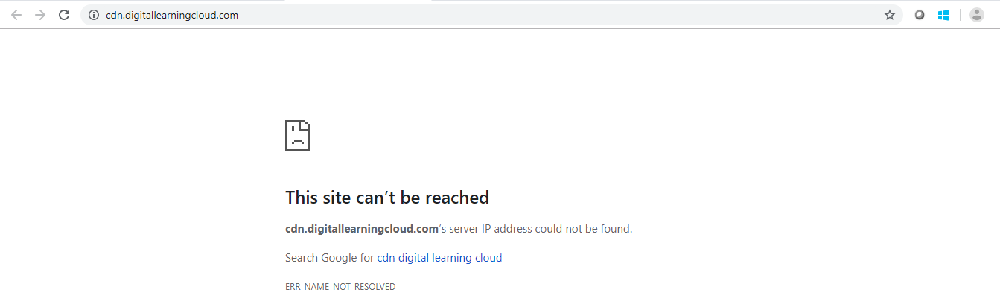 cdn.digitallearningcloud.com
This site can’t be reached
cdn.digitallearningcloud.com’s server IP address could not be found.
Search Google for cdn digital learning cloud
ERR_NAME_NOT_RESOLVED